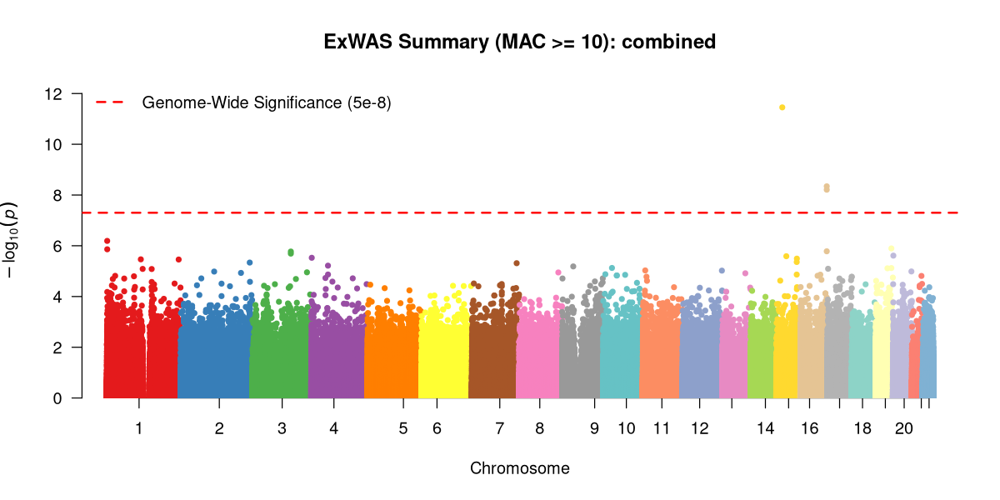 ExWAS Summary (MAC >= 10): combined
Genome-Wide Significance (5e-8)
12
10
8
6
4
2
0
− log10(p)
1 2 3 4 5 6 7 8 9 10 11 12 14 16 18 20
Chromosome